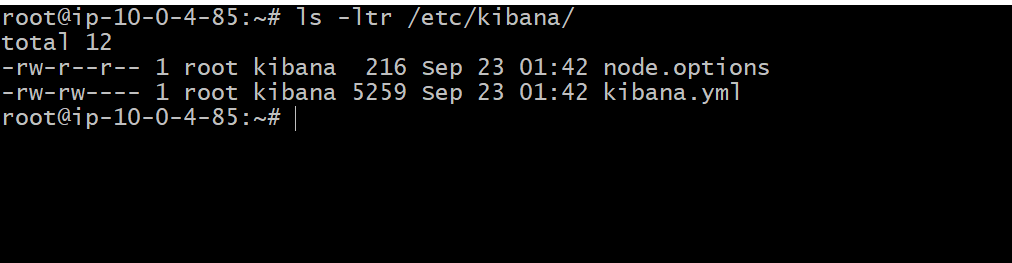 root@ip-10-0-4-85:~# ls -ltr /etc/kibana/
total 12
-rw-r--r-- 1 root kibana  216 Sep 23 01:42 node.options
-rw-rw---- 1 root kibana 5259 Sep 23 01:42 kibana.yml
root@ip-10-0-4-85:~#